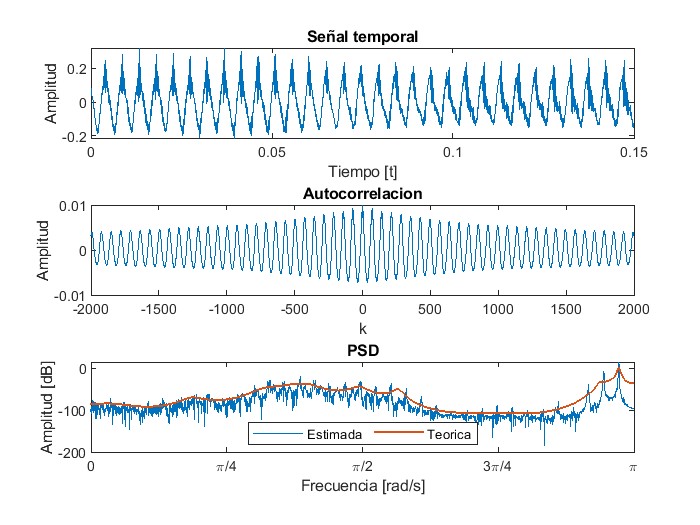 Señal temporal
Amplitud
0.2
0
-0.2
0 0.05 0.1 0.15
Tiempo [t]
Autocorrelacion
Amplitud
0.01
0
-0.01
-2000 -1500 -1000 -500 0 500 1000 1500 2000
k
PSD
Amplitud [dB]
0
-100
-200
Estimada Teorica
0 π/4 π/2 3π/4 π
Frecuencia [rad/s]